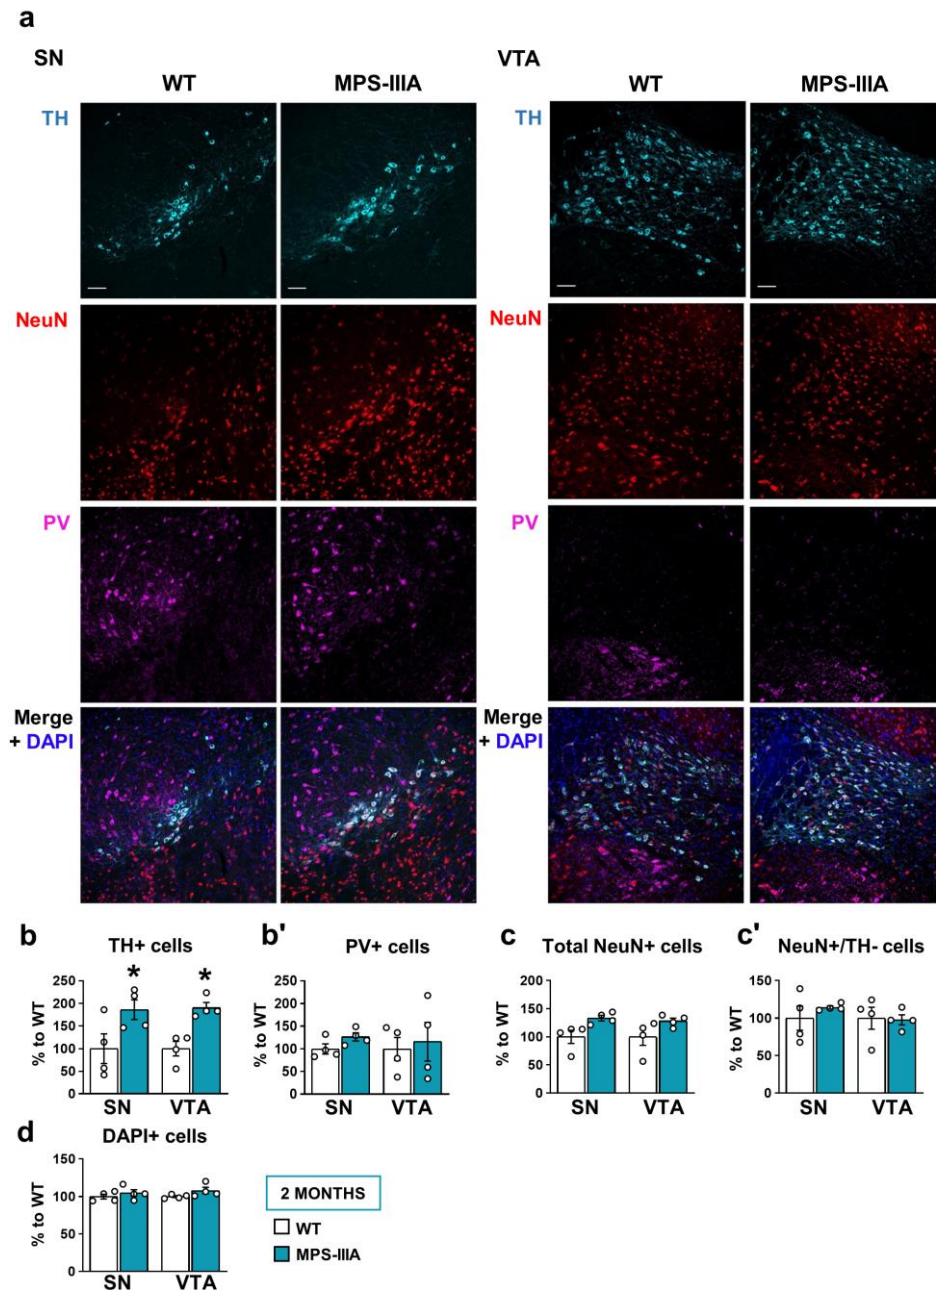 a
SN
VTA
WT MPS-IIIA WT MPS-IIIA
TH TH
NeuN NeuN
PV PV
Merge Merge
+ DAPI + DAPI
b TH+ cells
% to WT
250
200
150
100
50
0
* *
SN VTA
b' PV+ cells
% to WT
250
200
150
100
50
0
SN VTA
c Total NeuN+ cells
% to WT
200
150
100
50
0
SN VTA
c' NeuN+/TH- cells
% to WT
150
100
50
0
SN VTA
d DAPI+ cells
% to WT
150
100
50
0
SN VTA
2 MONTHS
WT
MPS-IIIA